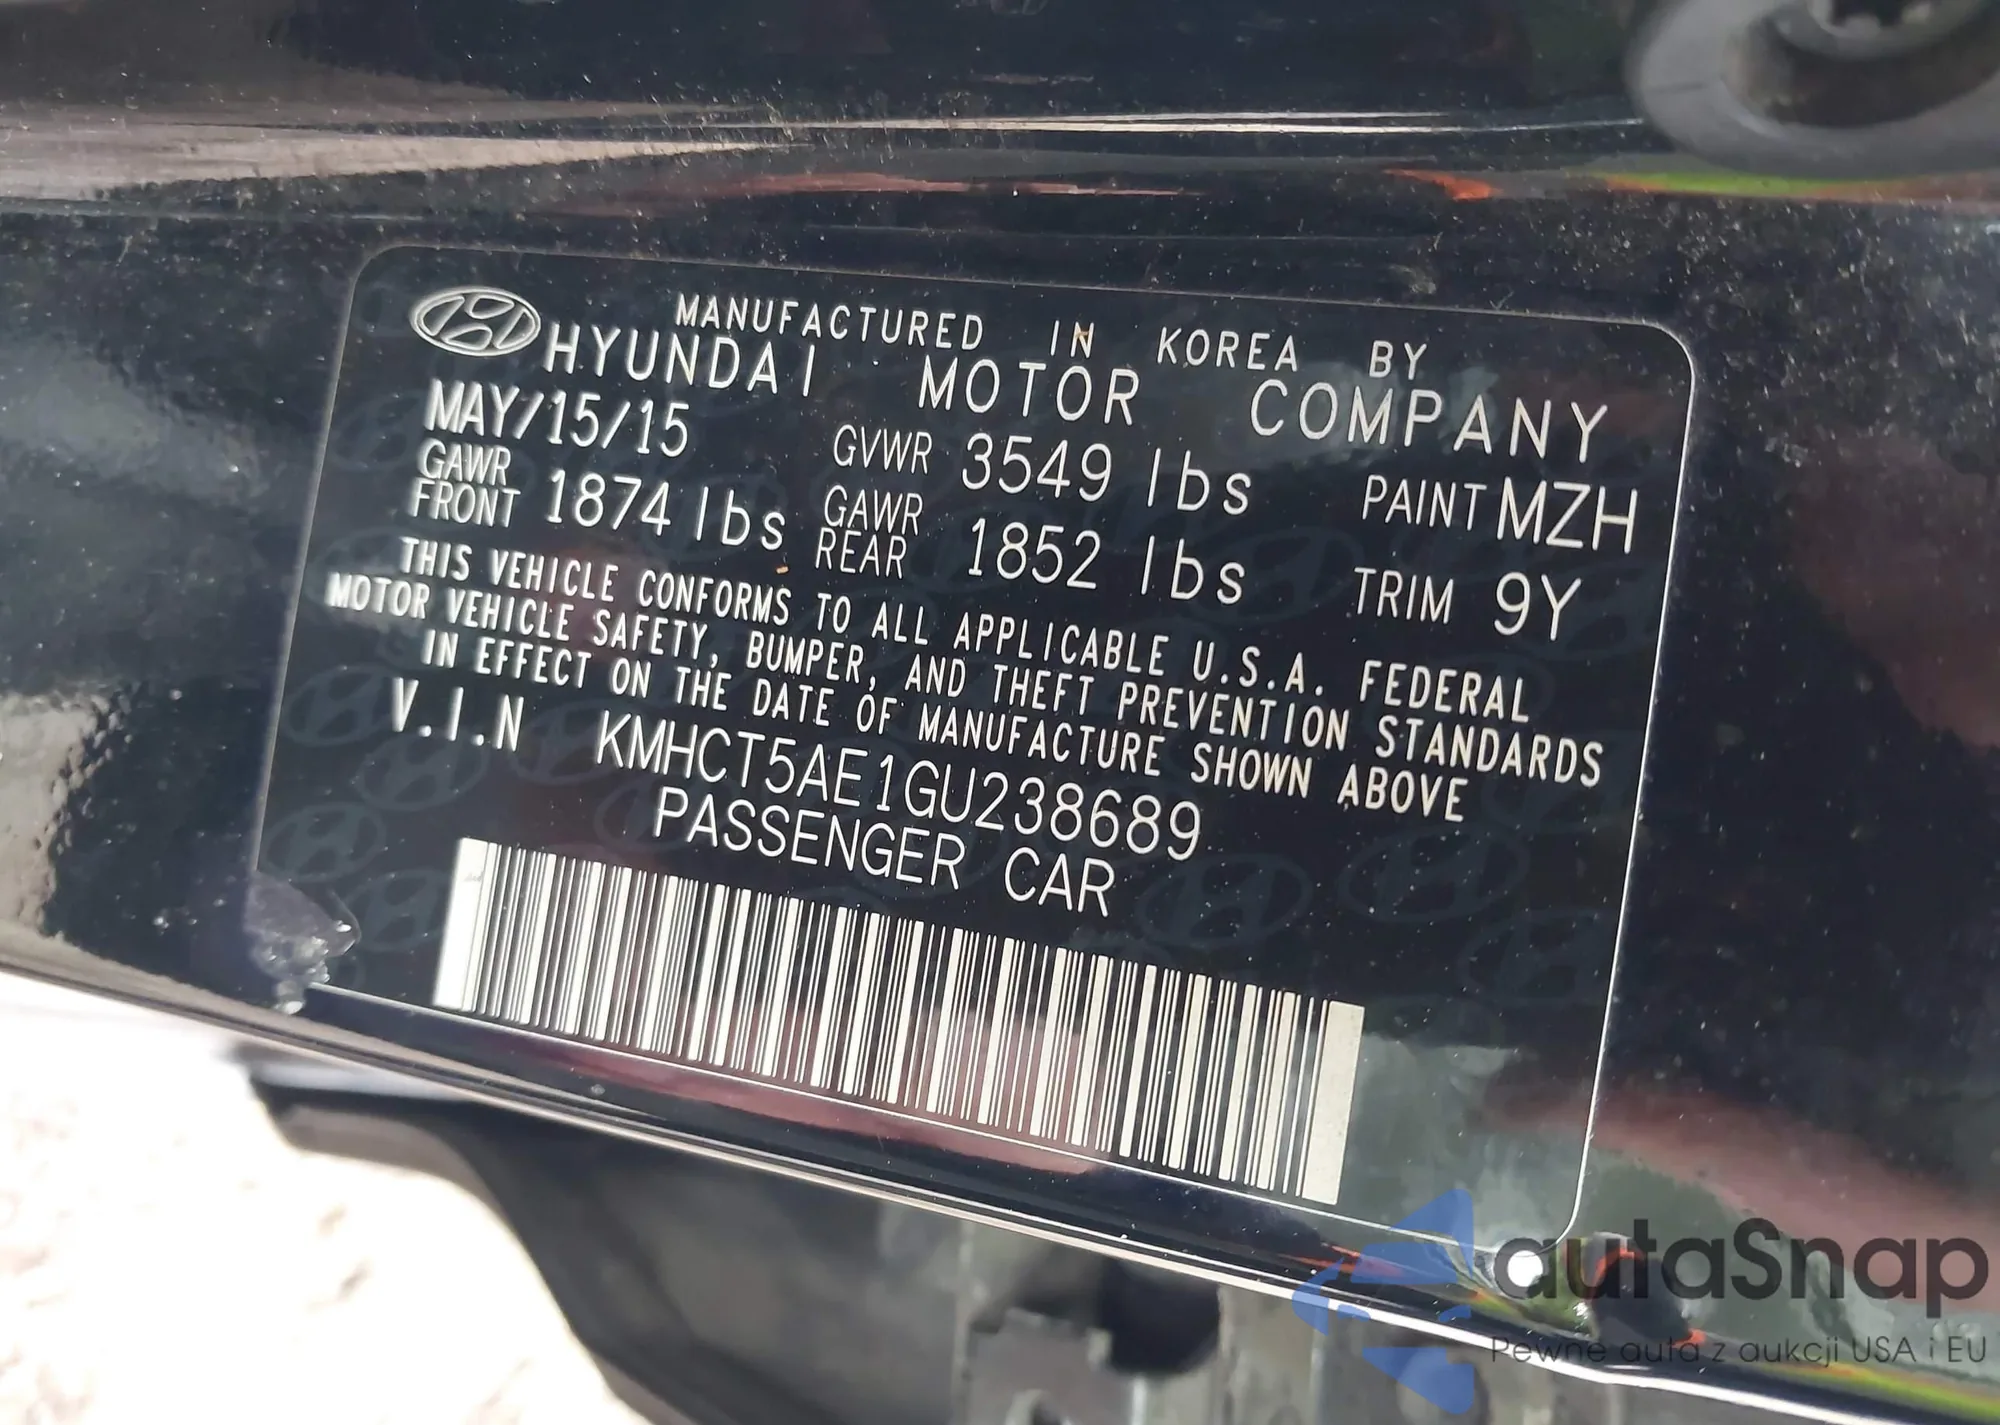 MANUFACTURED IN KOREA BY
HYUNDAI MOTOR COMPANY
MAY/15/15 GVWR 3549 lbs PAINT MZH
GAWR FRONT 1874 lbs GAWR REAR 1852 lbs TRIM 9Y
THIS VEHICLE CONFORMS TO ALL APPLICABLE U.S.A. FEDERAL
MOTOR VEHICLE SAFETY, BUMPER, AND THEFT PREVENTION STANDARDS
IN EFFECT ON THE DATE OF MANUFACTURE SHOWN ABOVE
V.I.N KMHCT5AE1GU238689
PASSENGER CAR
autaSnap
Pewne auta z aukcji USA i EU